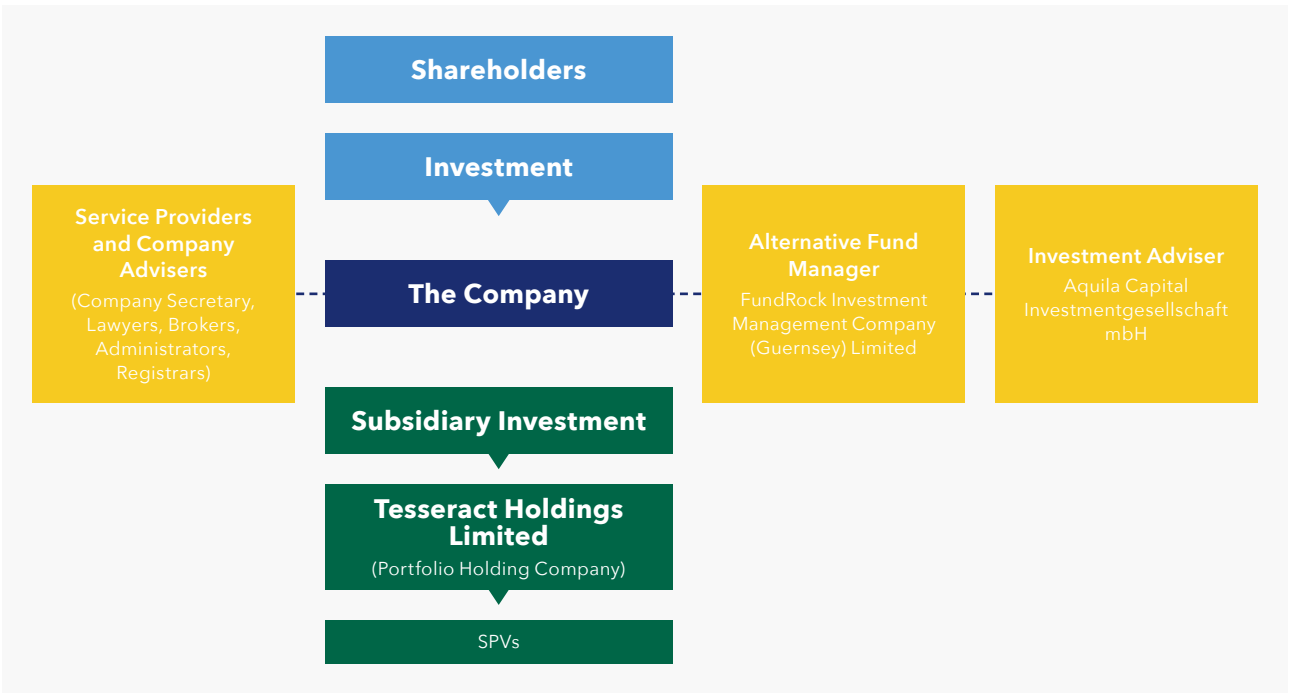 Shareholders
Investment
Service Providers
and Company
Advisers
(Company Secretary,
Lawyers, Brokers,
Administrators,
Registrars)
The Company
Alternative Fund
Manager
FundRock Investment
Management Company
(Guernsey) Limited
Investment Adviser
Aquila Capital
Investmentgesellschaft
mbH
Subsidiary Investment
Tesseract Holdings
Limited
(Portfolio Holding Company)
SPVs